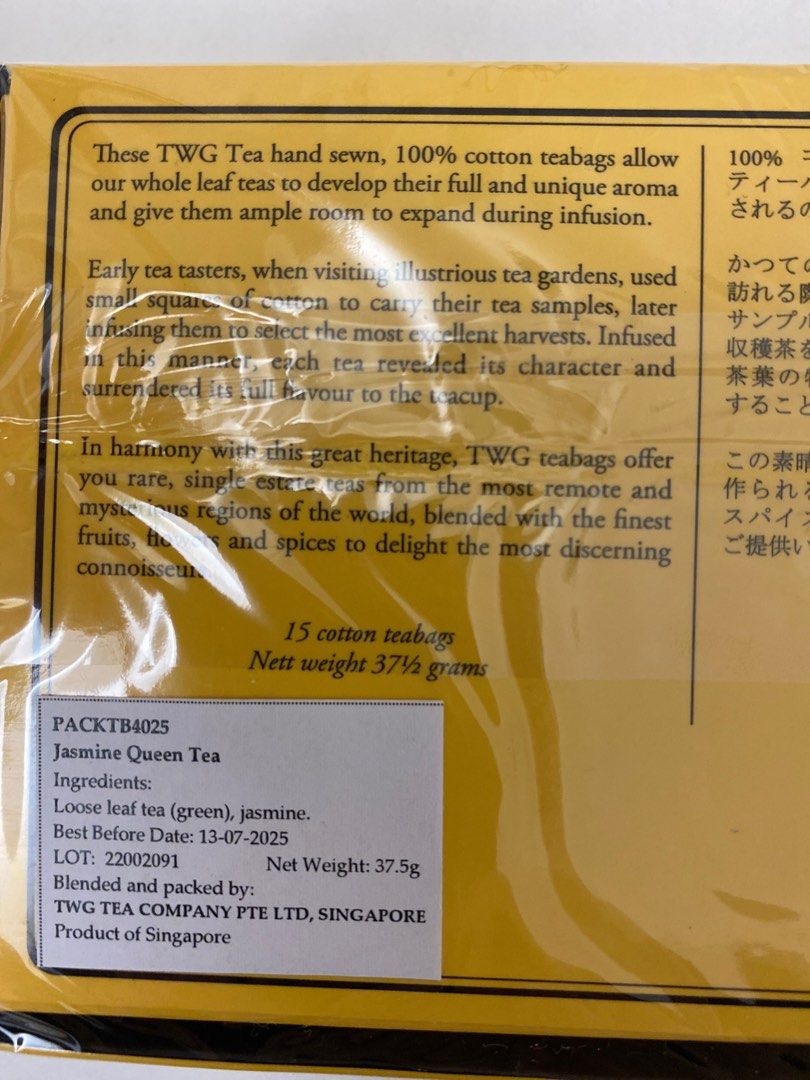 These TWG Tea hand sewn, 100% cotton teabags allow
our whole leaf teas to develop their full and unique aroma
and give them ample room to expand during infusion.
Early tea tasters, when visiting illustrious tea gardens, used
small squares of cotton to carry their tea samples, later
infusing them to select the most excellent harvests. Infused
in this manner, each tea revealed its character and
surrendered its full flavour to the teacup.
In harmony with this great heritage, TWG teabags offer
you rare, single estate teas from the most remote and
mysterious regions of the world, blended with the finest
fruits, flowers and spices to delight the most discerning
connoisseurs.
15 cotton teabags
Nett weight 37½ grams
100%
ティー
されるの
かつての
訪れる
サンプル
収穫茶を
茶葉の
すること
この素晴
作られる
スパイス
ご提供い
PACKTB4025
Jasmine Queen Tea
Ingredients:
Loose leaf tea (green), jasmine.
Best Before Date: 13-07-2025
LOT: 22002091 Net Weight: 37.5g
Blended and packed by:
TWG TEA COMPANY PTE LTD, SINGAPORE
Product of Singapore